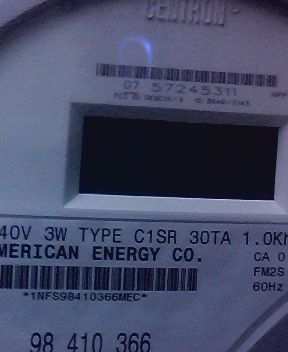 CENTRON
07 57245311
40V 3W TYPE C1SR 30TA 1.0Kh
MERICAN ENERGY CO.
CA 0
FM2S
60Hz
*1NFS98410366MEC*
98 410 366